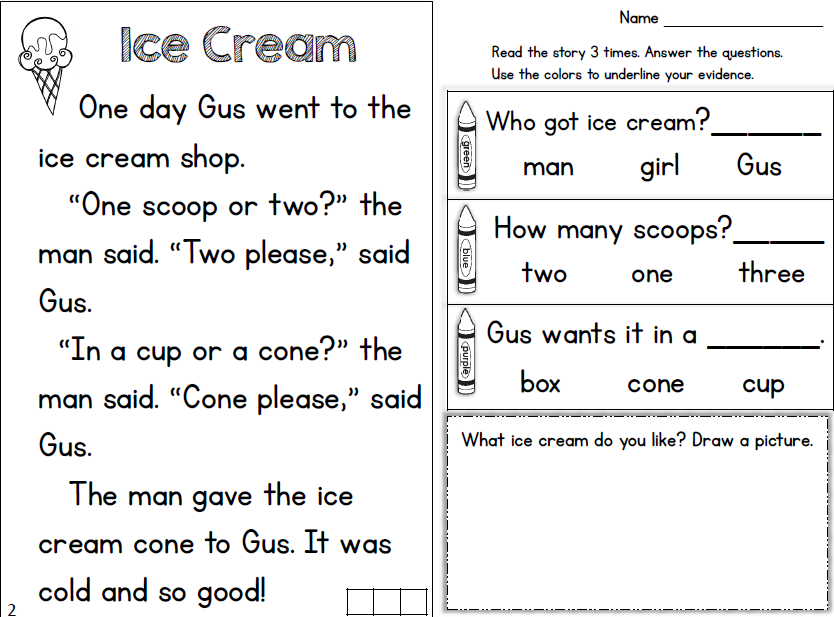 Ice Cream
One day Gus went to the
ice cream shop.
“One scoop or two?” the
man said. “Two please,” said
Gus.
“In a cup or a cone?” the
man said. “Cone please,” said
Gus.
The man gave the ice
cream cone to Gus. It was
cold and so good!
2
Name ____________________
Read the story 3 times. Answer the questions.
Use the colors to underline your evidence.
green
Who got ice cream?______
man girl Gus
blue
How many scoops?_____
two one three
purple
Gus wants it in a ______.
box cone cup
What ice cream do you like? Draw a picture.